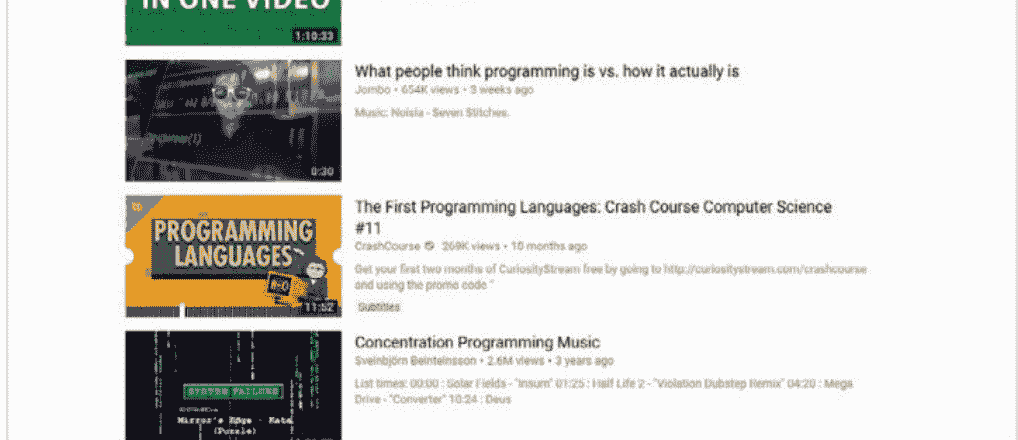 IN ONE VIDEO
1:10:33
What people think programming is vs. how it actually is
Jombo • 654K views • 3 weeks ago
Music: Noisia - Seven Stitches.
0:30
The First Programming Languages: Crash Course Computer Science
#11
PROGRAMMING
LANGUAGES
CrashCourse 269K views • 10 months ago
Get your first two months of CuriosityStream free by going to http://curiositystream.com/crashcourse
and using the promo code "
11:52
Subtitles
Concentration Programming Music
Sveinbjörn Beinteinsson • 2.6M views • 3 years ago
List times: 00:00 : Solar Fields - "Insum" 01:25 : Half Life 2 - "Violation Dubstep Remix" 04:20 : Mega
Drive - "Converter" 10:24 : Deus
SYSTEM FAILURE
Mirror's Edge - Kate
(Puzzle)